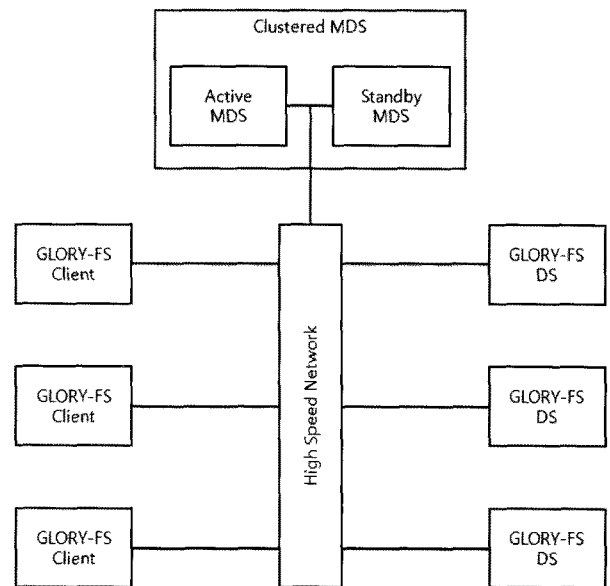 Clustered MDS
Active
MDS
Standby
MDS
GLORY-FS
Client
GLORY-FS
DS
High Speed Network
GLORY-FS
Client
GLORY-FS
DS
GLORY-FS
Client
GLORY-FS
DS